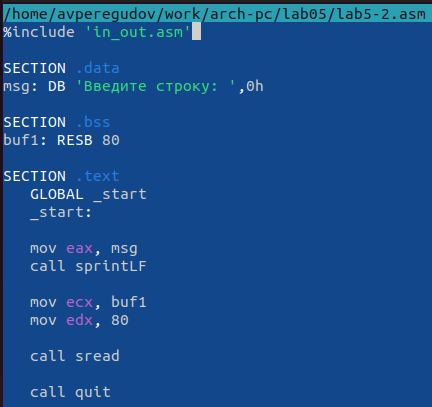 /home/avperegudov/work/arch-pc/lab05/lab5-2.asm
%include 'in_out.asm'
SECTION .data
msg: DB 'Введите строку: ',0h
SECTION .bss
buf1: RESB 80
SECTION .text
GLOBAL _start
_start:
mov eax, msg
call sprintLF
mov ecx, buf1
mov edx, 80
call sread
call quit